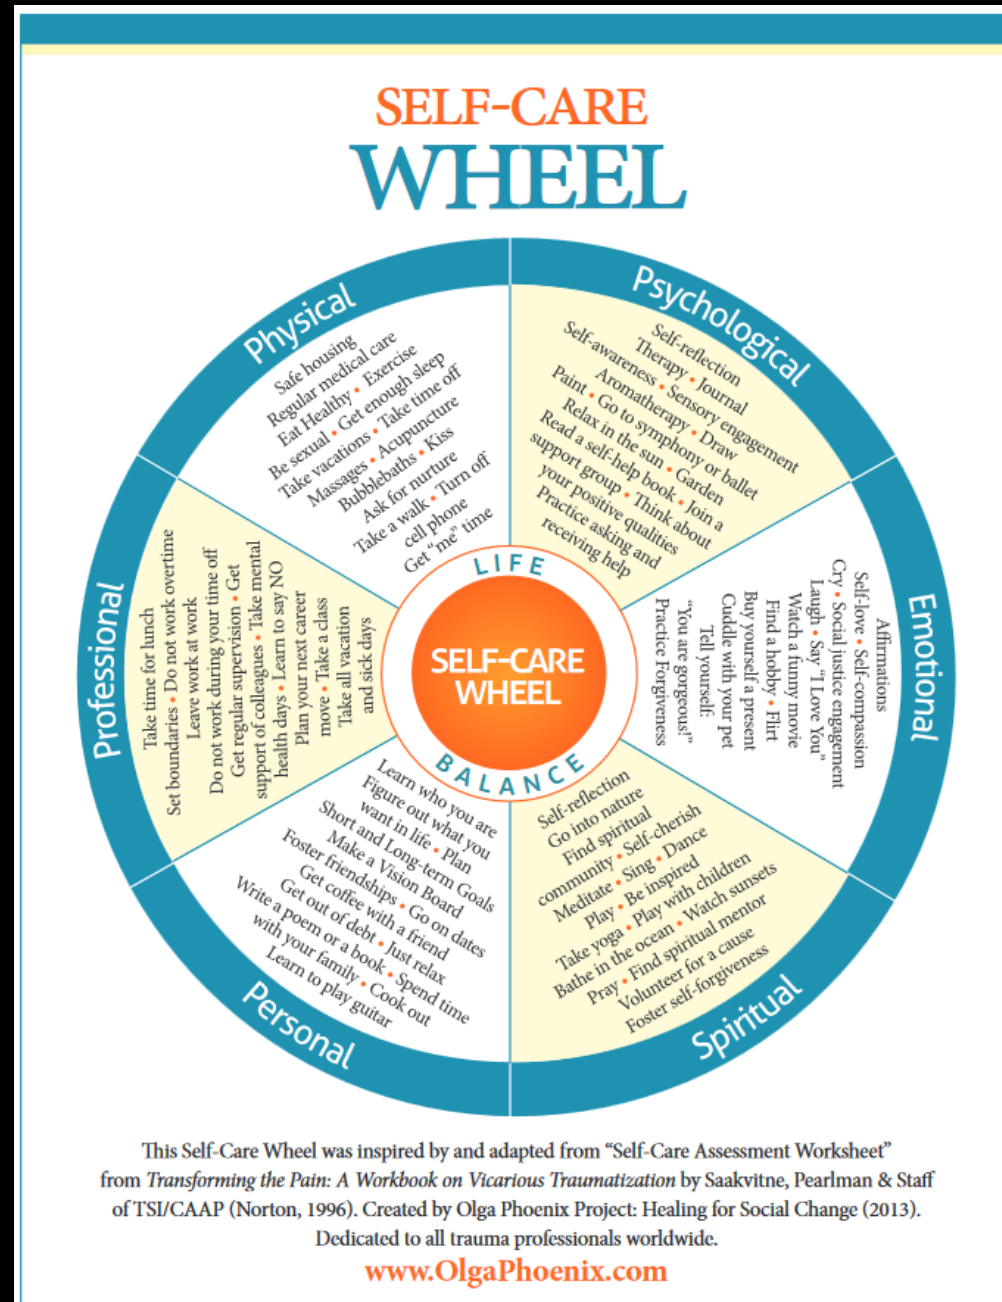 SELF-CARE
WHEEL
Physical
Safe housing
Regular medical care
Eat Healthy • Exercise
Be sexual • Get enough sleep
Take vacations • Take time off
Massages • Acupuncture
Bubblebaths • Kiss
Ask for nurture
Take a walk • Turn off
cell phone
Get "me" time
Psychological
Self-reflection
Therapy • Journal
Self-awareness • Sensory engagement
Aromatherapy • Draw
Paint • Go to symphony or ballet
Relax in the sun • Garden
Read a self-help book • Join a
support group • Think about
your positive qualities
Practice asking and
receiving help
Emotional
Affirmations
Self-love • Self-compassion
Cry • Social justice engagement
Laugh • Say "I Love You"
Watch a funny movie
Find a hobby • Flirt
Buy yourself a present
Cuddle with your pet
Tell yourself:
"You are gorgeous!"
Practice Forgiveness
Spiritual
Self-reflection
Go into nature
Find spiritual
community • Self-cherish
Meditate • Sing • Dance
Play • Be inspired
Take yoga • Play with children
Bathe in the ocean • Watch sunsets
Pray • Find spiritual mentor
Volunteer for a cause
Foster self-forgiveness
Personal
Learn who you are
Figure out what you
want in life • Plan
Short and Long-term Goals
Make a Vision Board
Foster friendships • Go on dates
Get coffee with a friend
Get out of debt • Just relax
Write a poem or a book • Spend time
with your family • Cook out
Learn to play guitar
Professional
Take time for lunch
Set boundaries • Do not work overtime
Leave work at work
Do not work during your time off
Get regular supervision • Get
support of colleagues • Take mental
health days • Learn to say NO
Plan your next career
move • Take a class
Take all vacation
and sick days
LIFE
SELF-CARE
WHEEL
BALANCE
This Self-Care Wheel was inspired by and adapted from "Self-Care Assessment Worksheet"
from Transforming the Pain: A Workbook on Vicarious Traumatization by Saakvitne, Pearlman & Staff
of TSI/CAAP (Norton, 1996). Created by Olga Phoenix Project: Healing for Social Change (2013).
Dedicated to all trauma professionals worldwide.
www.OlgaPhoenix.com